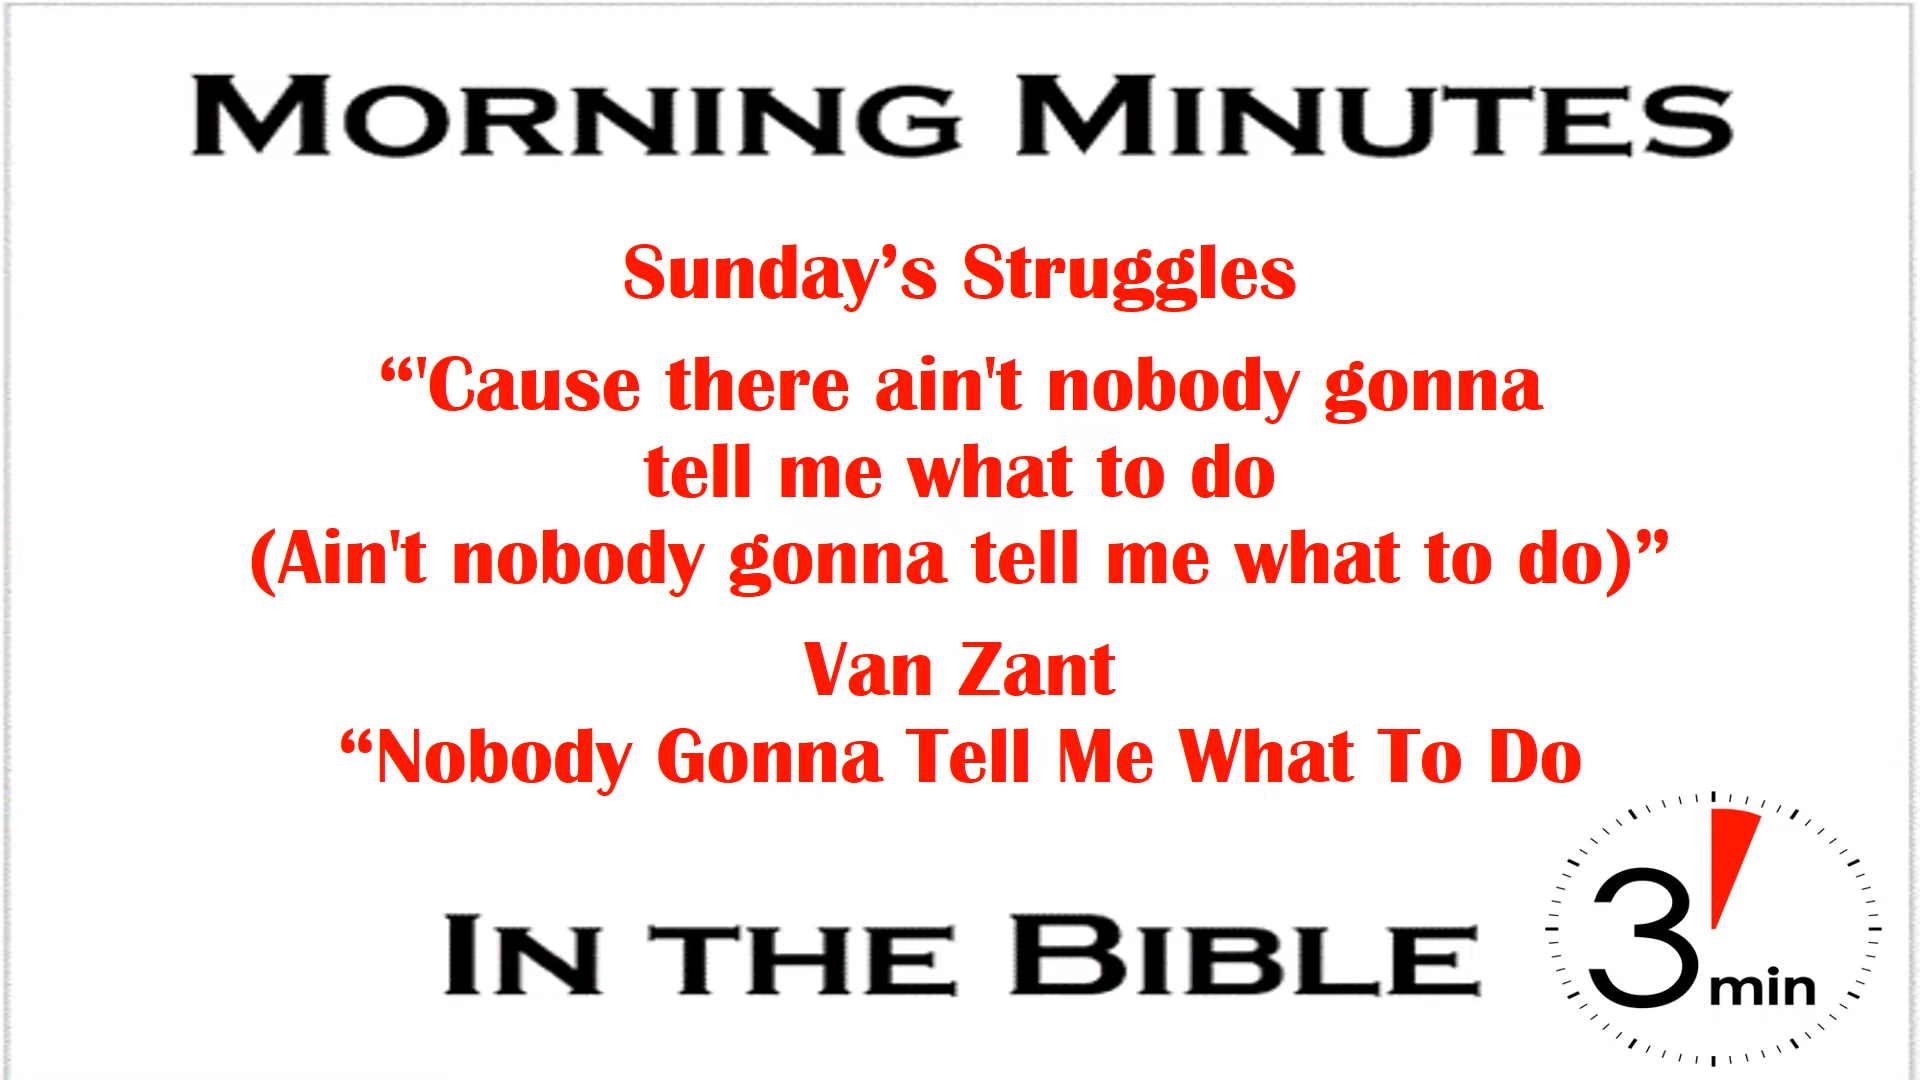 MORNING MINUTES
Sunday’s Struggles
“'Cause there ain't nobody gonna
tell me what to do
(Ain't nobody gonna tell me what to do)”
Van Zant
“Nobody Gonna Tell Me What To Do
IN THE BIBLE
3 min